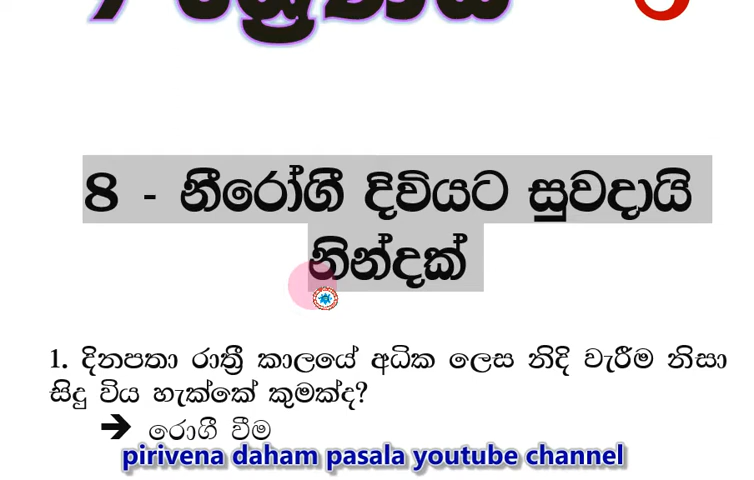 8 - නීරෝගී දිවියට සුවදායි
නින්දක්
1. දිනපතා රාත්‍රී කාලයේ අධික ලෙස නිදි වැරීම නිසා
සිදු විය හැක්කේ කුමක්ද?
➔ රොගී වීම
pirivena daham pasala youtube channel